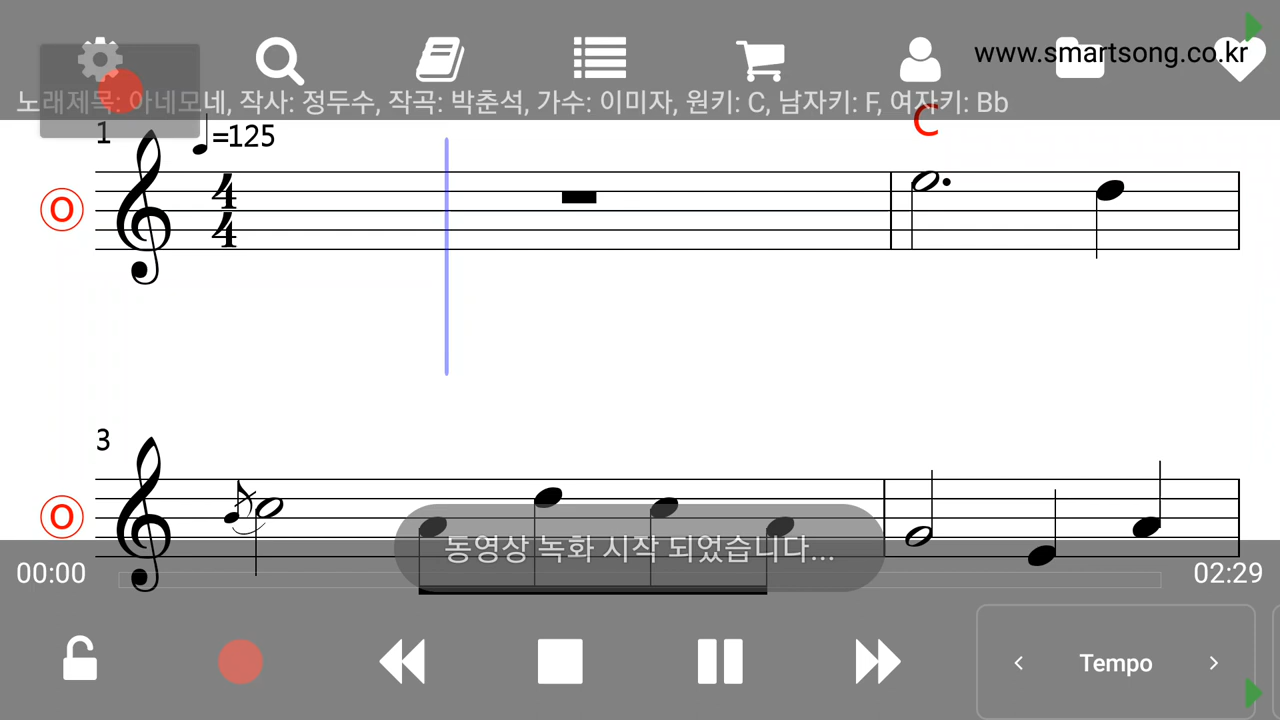 www.smartsong.co.kr
노래제목: 아네모네, 작사: 정두수, 작곡: 박춘석, 가수: 이미자, 원키: C, 남자키: F, 여자키: Bb
1
=125
C
4
4
O
3
O
동영상 녹화 시작 되었습니다...
00:00
02:29
Tempo